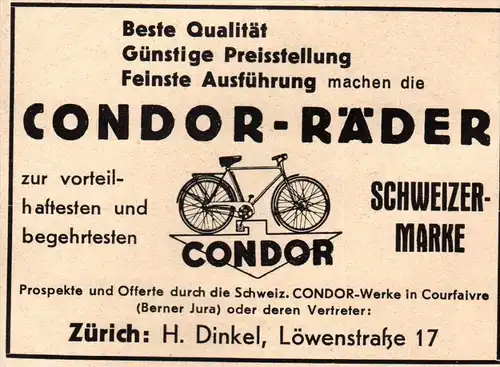 Beste Qualität
Günstige Preisstellung
Feinste Ausführung machen die
CONDOR-RÄDER
zur vorteil-
haftesten und
begehrtesten
CONDOR
SCHWEIZER-
MARKE
Prospekte und Offerte durch die Schweiz. CONDOR-Werke in Courfaivre
(Berner Jura) oder deren Vertreter:
Zürich: H. Dinkel, Löwenstraße 17